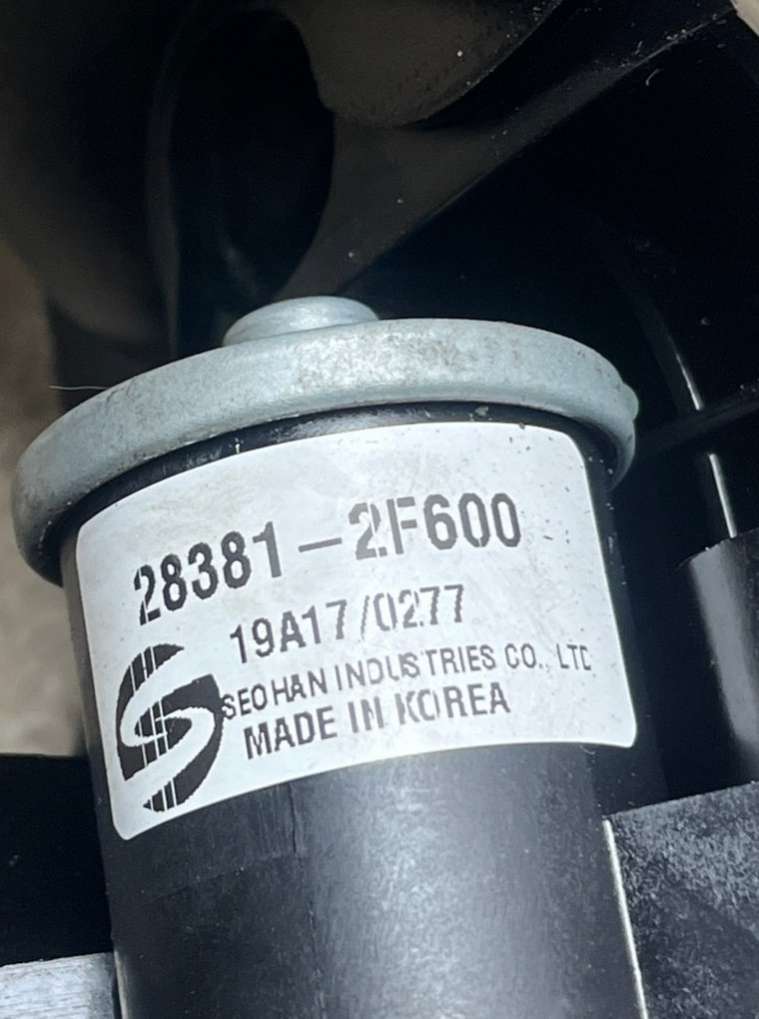 28381-2F600
19A17/0277
SEOHAN INDUSTRIES CO., LTD
MADE IN KOREA